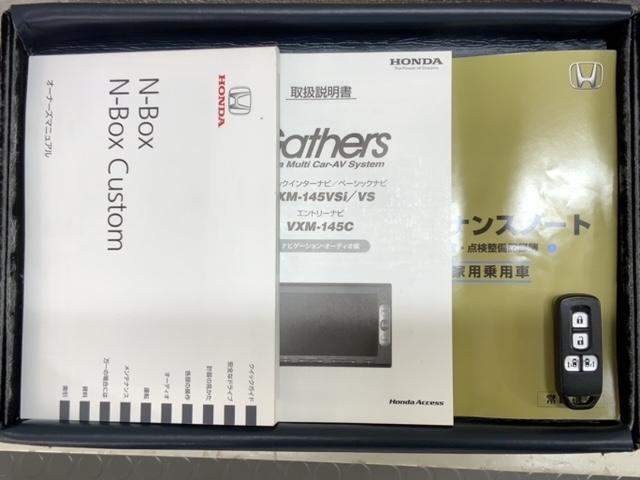 HONDA
N-Box
N-Box Custom
オーナーズマニュアル
クイックガイド
安全なドライブ
計器の見かた
各部の操作
オーディオ
運転
メンテナンス
万一の場合には
資料
索引
HONDA
The Power of Dreams
取扱説明書
Gathers
Multi Car-AV System
インターナビ/ベーシックナビ
VXM-145VSi/VS
エントリーナビ
VXM-145C
ナビゲーション・オーディオ編
Honda Access
ナンスノート
・点検整備
家用乗用車